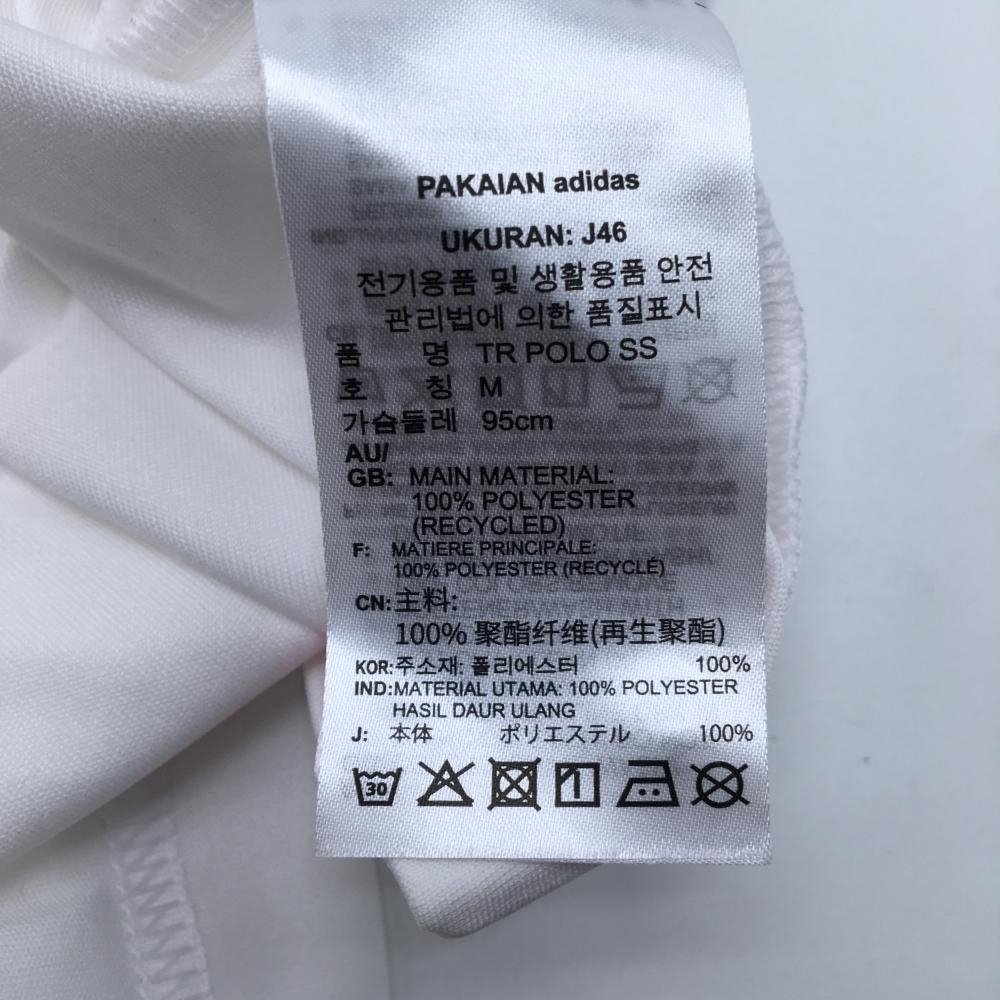 PAKAIAN adidas
UKURAN: J46
전기용품 및 생활용품 안전
관리법에 의한 품질표시
품 명 TR POLO SS
호 칭 M
가슴둘레 95cm
AU/
GB: MAIN MATERIAL:
100% POLYESTER
(RECYCLED)
F: MATIERE PRINCIPALE:
100% POLYESTER (RECYCLÉ)
CN: 主料:
100% 聚酯纤维(再生聚酯)
KOR: 주소재: 폴리에스터 100%
IND: MATERIAL UTAMA: 100% POLYESTER
HASIL DAUR ULANG
J: 本体 ポリエステル 100%
30